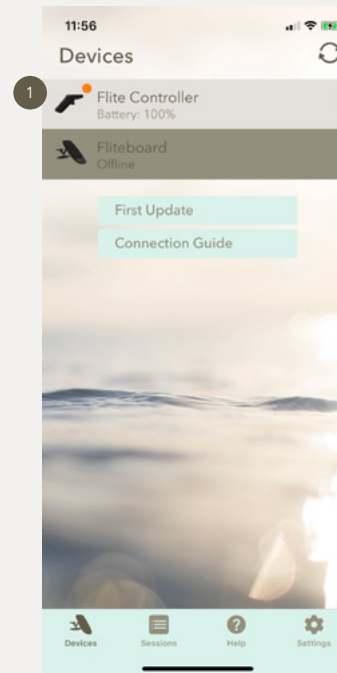 11:56
Devices
1
Flite Controller
Battery: 100%
Fliteboard
Offline
First Update
Connection Guide
Devices Sessions Help Settings